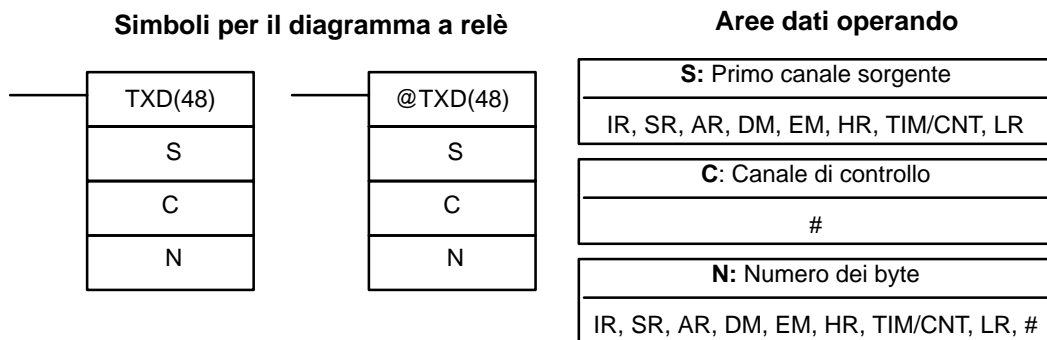 Simboli per il diagramma a relè
TXD(48)
S
C
N
@TXD(48)
S
C
N
Aree dati operando
S: Primo canale sorgente
IR, SR, AR, DM, EM, HR, TIM/CNT, LR
C: Canale di controllo
#
N: Numero dei byte
IR, SR, AR, DM, EM, HR, TIM/CNT, LR, #